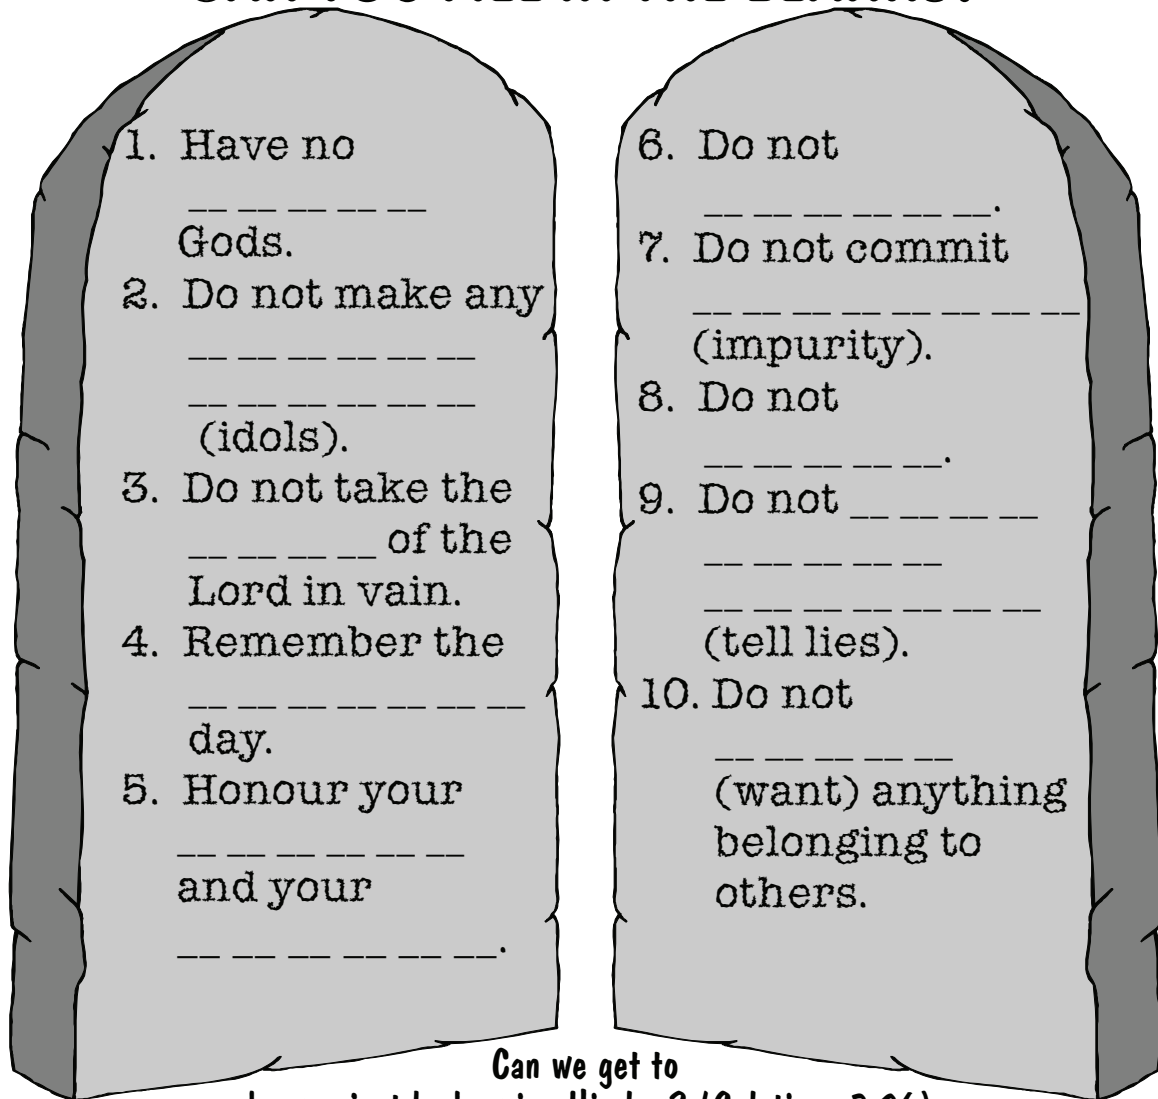 1. Have no
__ __ __ __ __
Gods.
2. Do not make any
__ __ __ __ __ __
__ __ __ __ __ __
(idols).
3. Do not take the
__ __ __ __ of the
Lord in vain.
4. Remember the
__ __ __ __ __ __ __
day.
5. Honour your
__ __ __ __ __ __
and your
__ __ __ __ __ __.
6. Do not
__ __ __ __ __ __.
7. Do not commit
__ __ __ __ __ __ __ __
(impurity).
8. Do not
__ __ __ __ __.
9. Do not __ __ __ __
__ __ __ __ __
__ __ __ __ __ __ __
(tell lies).
10. Do not
__ __ __ __ __
(want) anything
belonging to
others.
Can we get to